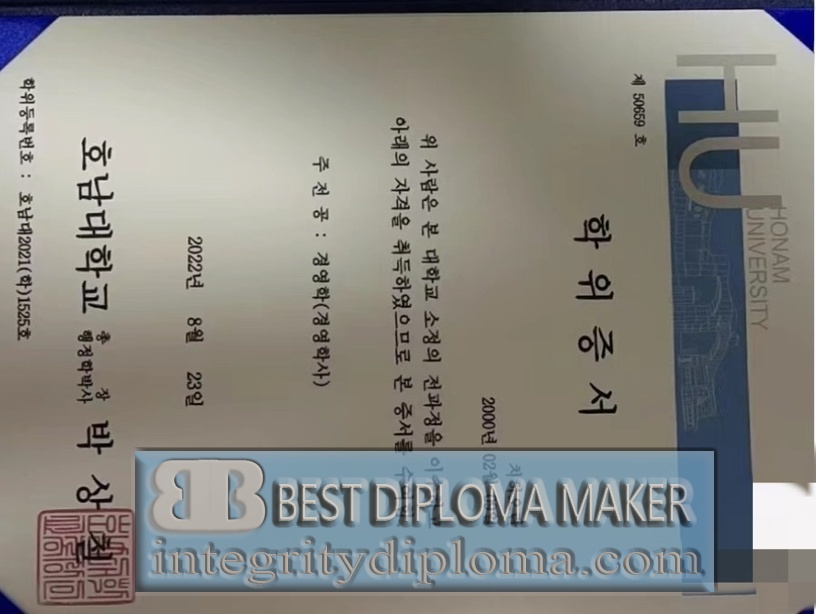 HU
HONAM
UNIVERSITY
제 50659 호
학위증서
2000년 02월
위 사람은 본 대학교 소정의 전과정을
아래의 자격을 취득하였으므로 본 증서를
주 전 공 : 경영학(경영학사)
2022년 8월 23일
호남대학교 총장 행정학박사 박 상 철
학위등록번호 : 호남대2021(학)1525호
BEST DIPLOMA MAKER
integritydiploma.com